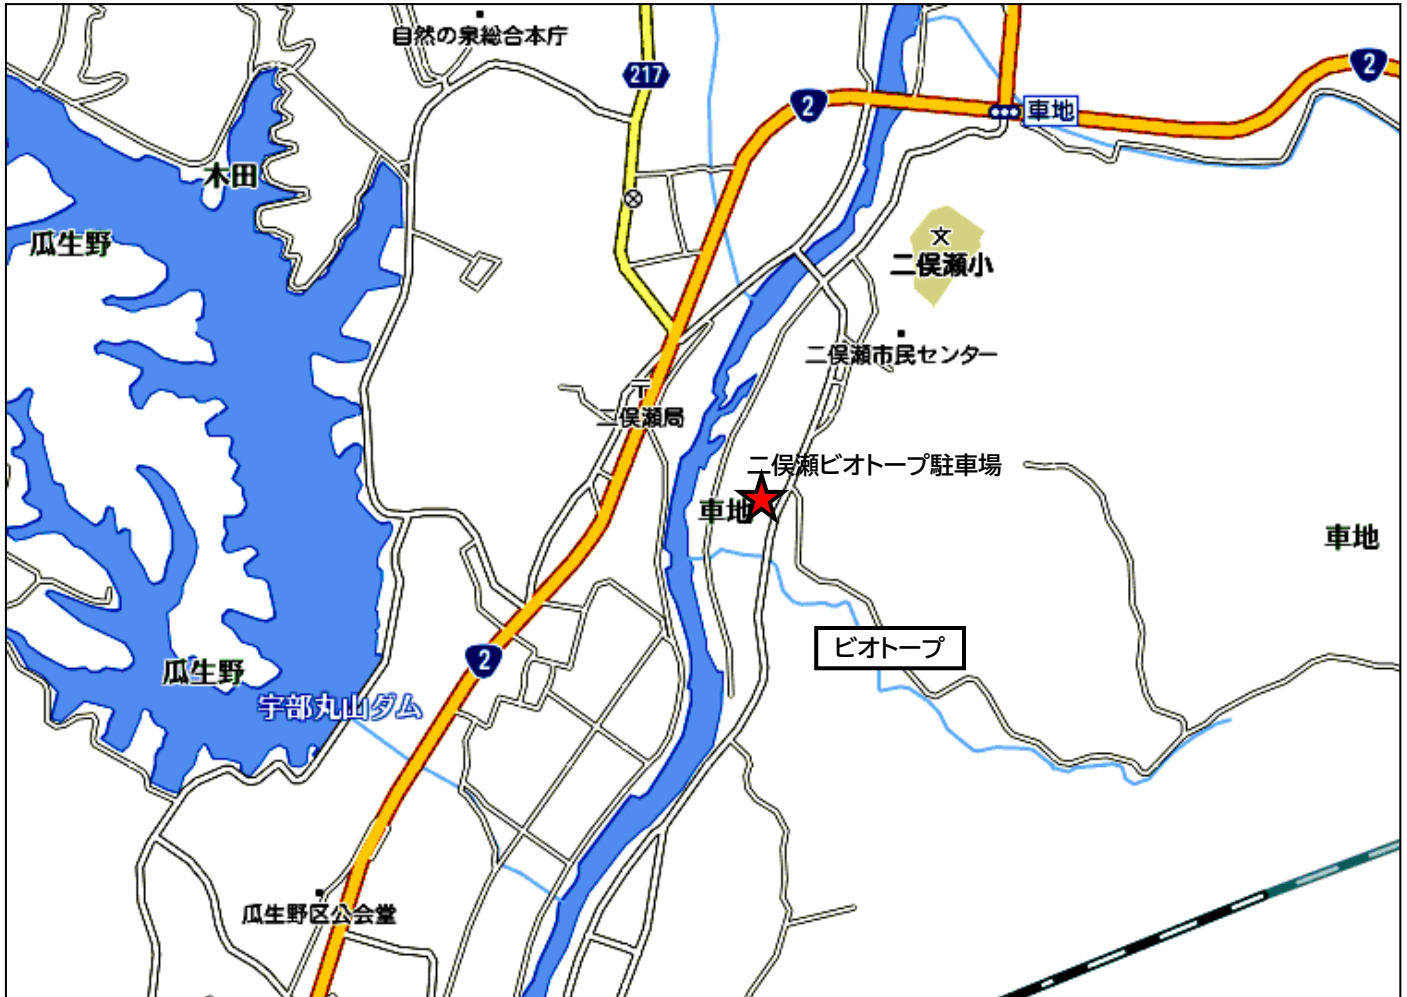 自然の泉総合本庁
217
2
2
車地
木田
瓜生野
文
二俣瀬小
二俣瀬市民センター
〒
二俣瀬局
二俣瀬ビオトープ駐車場
車地
車地
ビオトープ
2
瓜生野
宇部丸山ダム
瓜生野区公会堂